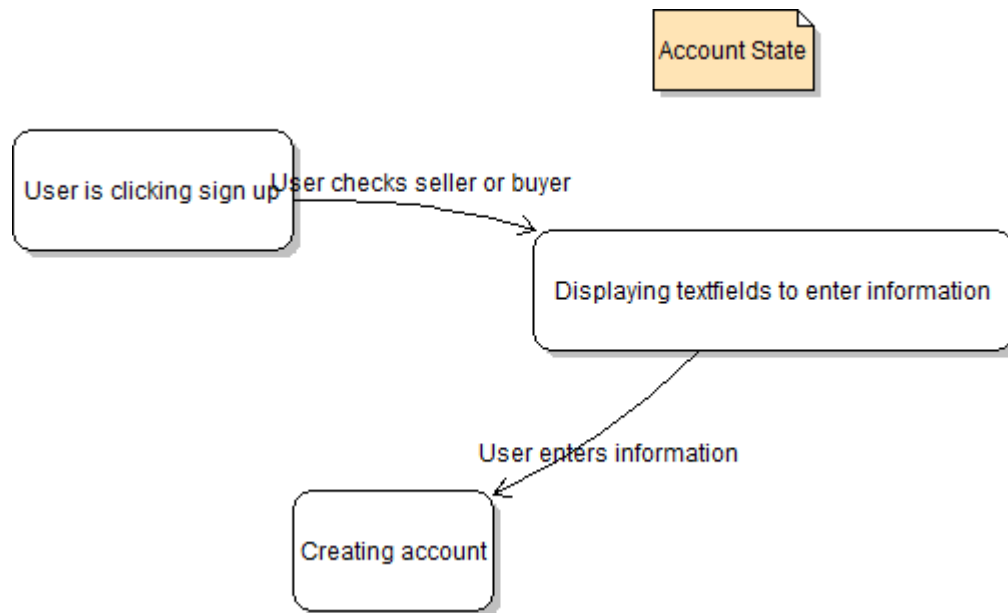 Account State
User is clicking sign up
User checks seller or buyer
Displaying textfields to enter information
User enters information
Creating account